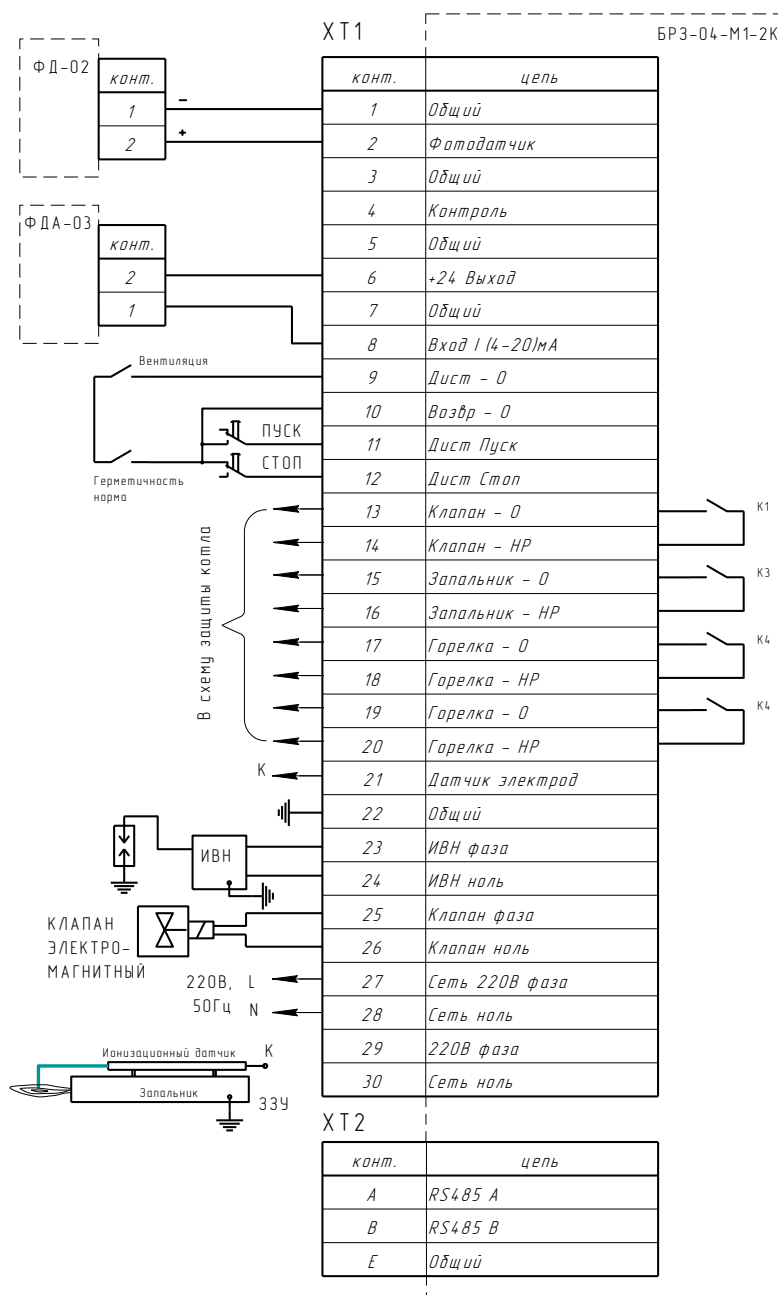 XT1
БРЗ-04-М1-2К
ФД-02
конт.
1 -
2 +
ФДА-03
конт.
2
1
Вентиляция
ПУСК
СТОП
Герметичность
норма
В схему защиты котла
К
ИВН
КЛАПАН
ЭЛЕКТРО-
МАГНИТНЫЙ
220В, L
50Гц N
Ионизационный датчик К
Запальник
ЗЗУ
конт. цепь
1 Общий
2 Фотодатчик
3 Общий
4 Контроль
5 Общий
6 +24 Выход
7 Общий
8 Вход I (4-20)мА
9 Дист - О
10 Возвр - О
11 Дист Пуск
12 Дист Стоп
13 Клапан - О
14 Клапан - НР
15 Запальник - О
16 Запальник - НР
17 Горелка - О
18 Горелка - НР
19 Горелка - О
20 Горелка - НР
21 Датчик электрод
22 Общий
23 ИВН фаза
24 ИВН ноль
25 Клапан фаза
26 Клапан ноль
27 Сеть 220В фаза
28 Сеть ноль
29 220В фаза
30 Сеть ноль
К1
К3
К4
К4
XT2
конт. цепь
A RS485 A
B RS485 B
E Общий